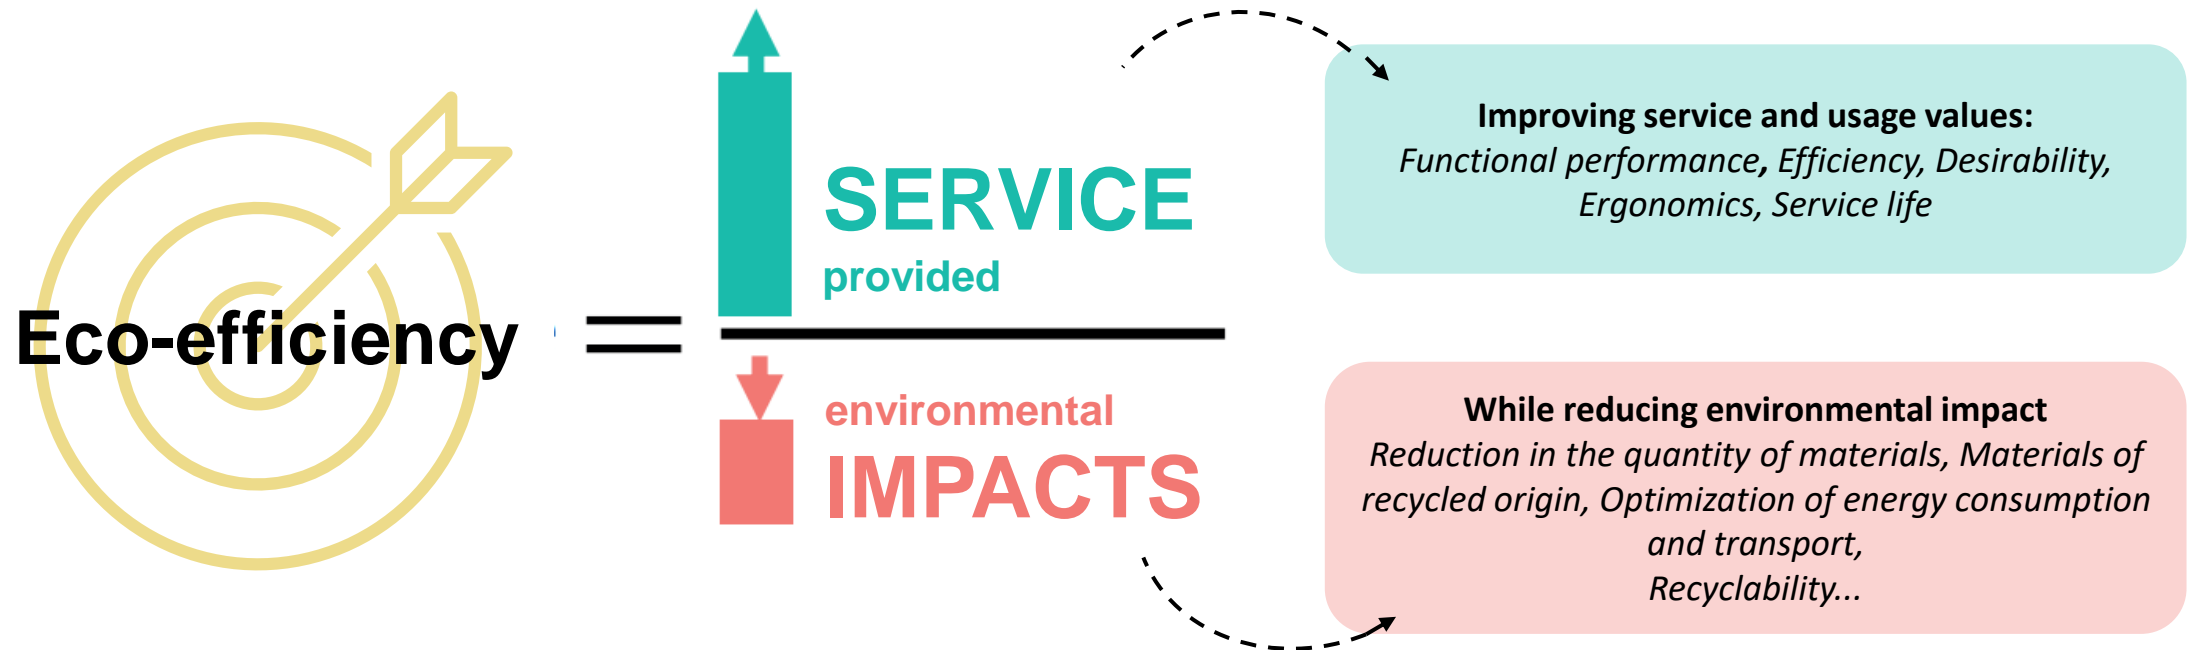 Eco-efficiency
=
SERVICE
provided
environmental
IMPACTS
Improving service and usage values:
Functional performance, Efficiency, Desirability,
Ergonomics, Service life
While reducing environmental impact
Reduction in the quantity of materials, Materials of
recycled origin, Optimization of energy consumption
and transport,
Recyclability...